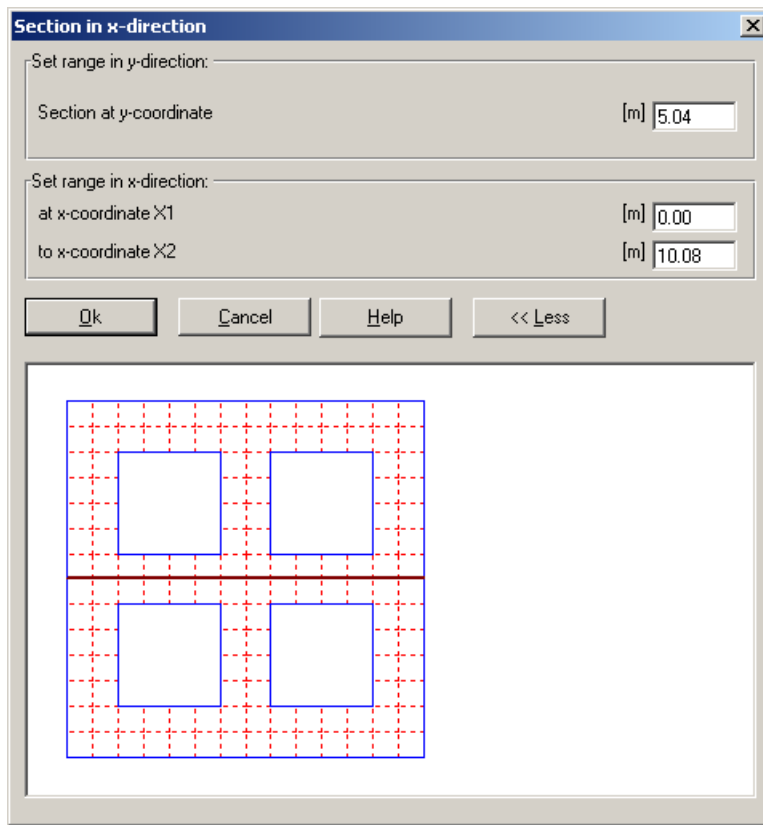 Section in x-direction
Set range in y-direction:
Section at y-coordinate [m] 5.04
Set range in x-direction:
at x-coordinate X1 [m] 0.00
to x-coordinate X2 [m] 10.08
Ok Cancel Help << Less